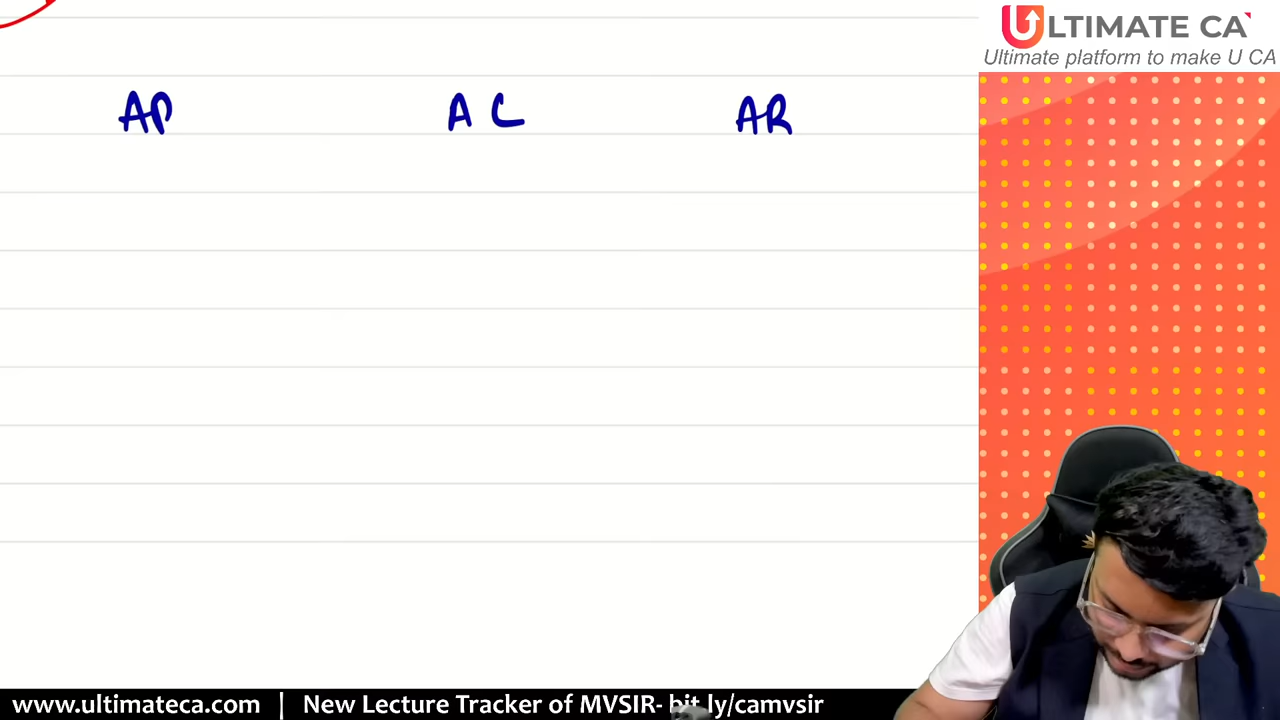 ULTIMATE CA
Ultimate platform to make U CA
AP AC AR
www.ultimateca.com | New Lecture Tracker of MVSIR- bit ly/camvsir